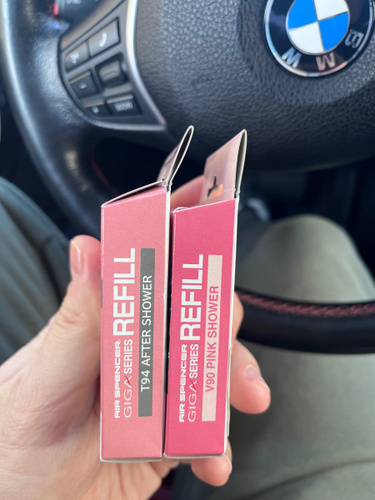 AIR SPENCER
GIGA SERIES
REFILL
T94 AFTER SHOWER
AIR SPENCER
GIGA SERIES
REFILL
V90 PINK SHOWER
BMW